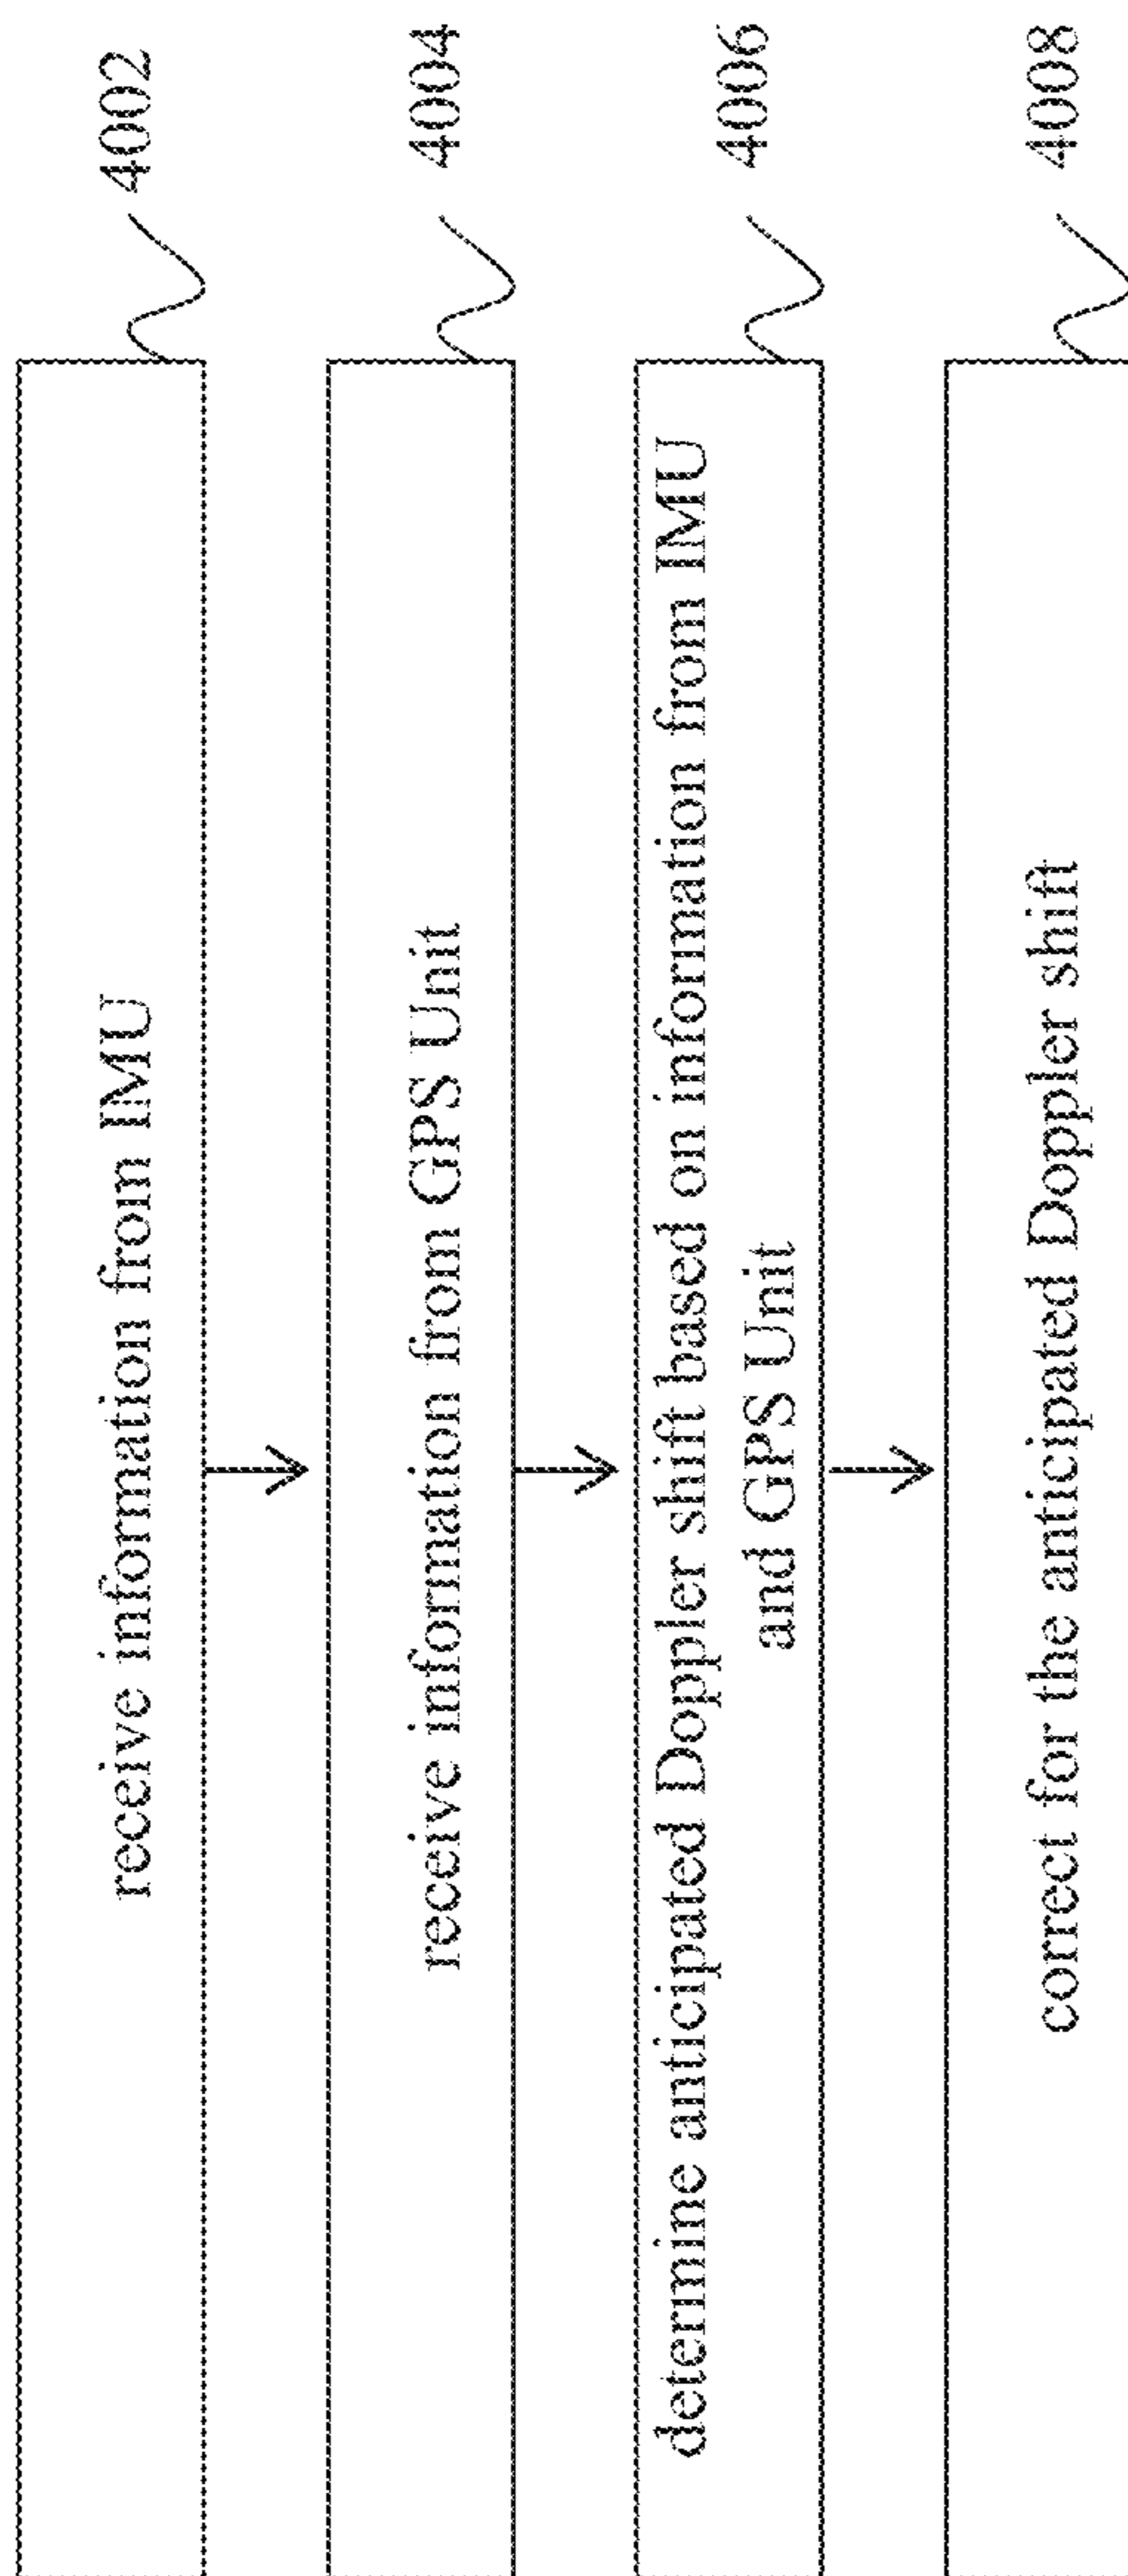 receive information from IMU
4002
receive information from GPS Unit
4004
determine anticipated Doppler shift based on information from IMU
and GPS Unit
4006
correct for the anticipated Doppler shift
4008